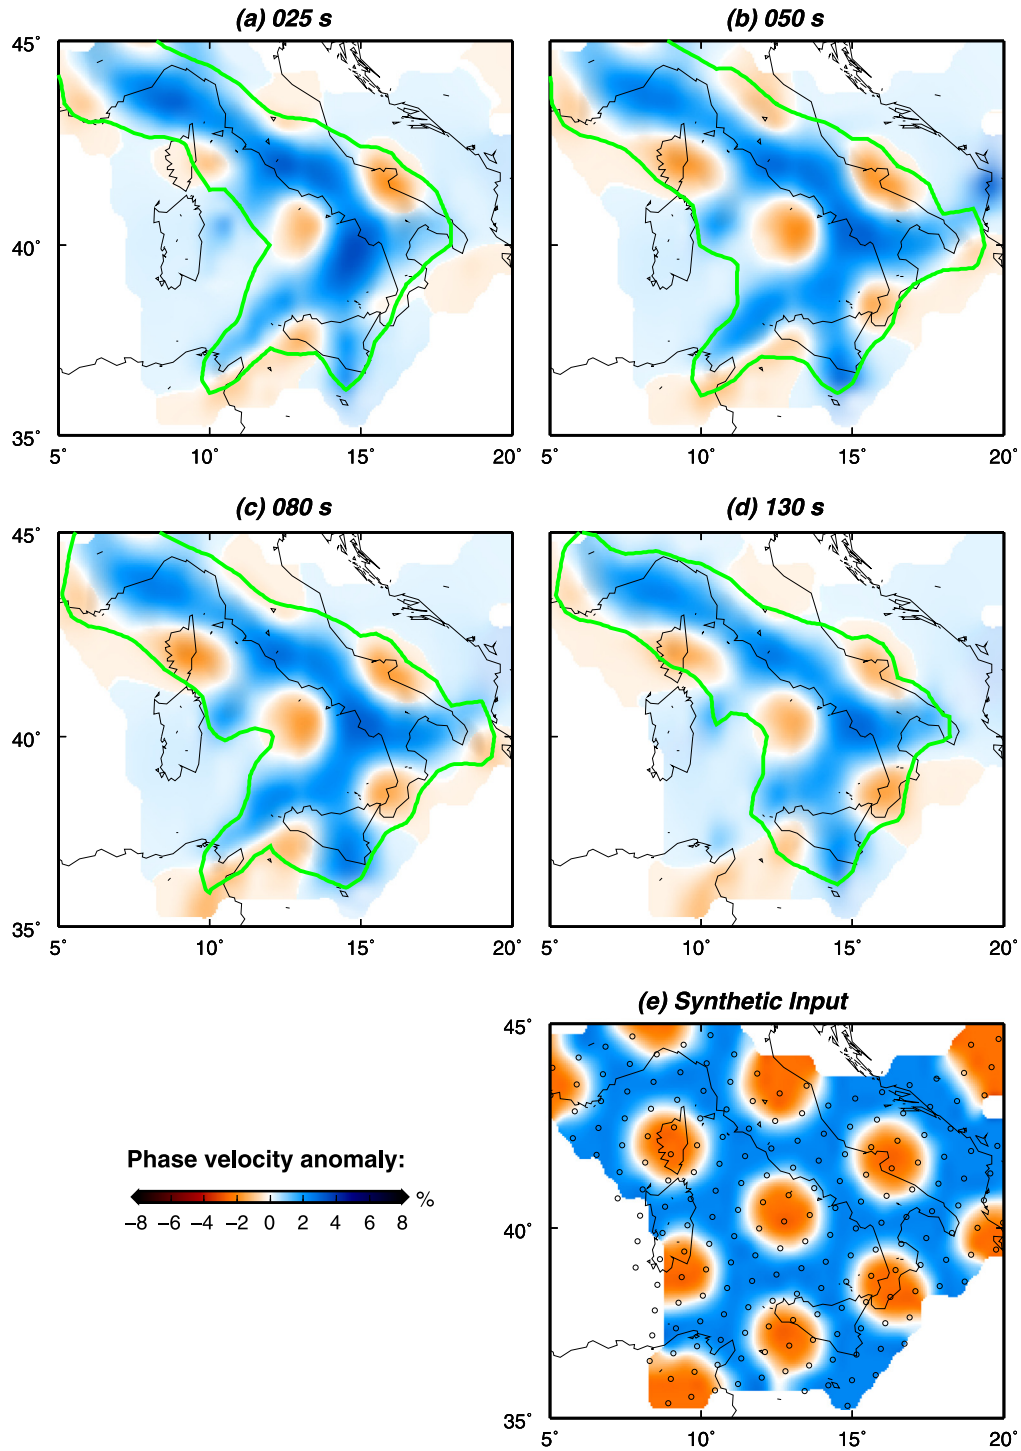 (a) 025 s
(b) 050 s
45˚
40˚
35˚
5˚ 10˚ 15˚ 20˚
5˚ 10˚ 15˚ 20˚
(c) 080 s
(d) 130 s
45˚
40˚
35˚
5˚ 10˚ 15˚ 20˚
5˚ 10˚ 15˚ 20˚
(e) Synthetic Input
45˚
40˚
35˚
5˚ 10˚ 15˚ 20˚
Phase velocity anomaly:
%
−8 −6 −4 −2 0 2 4 6 8